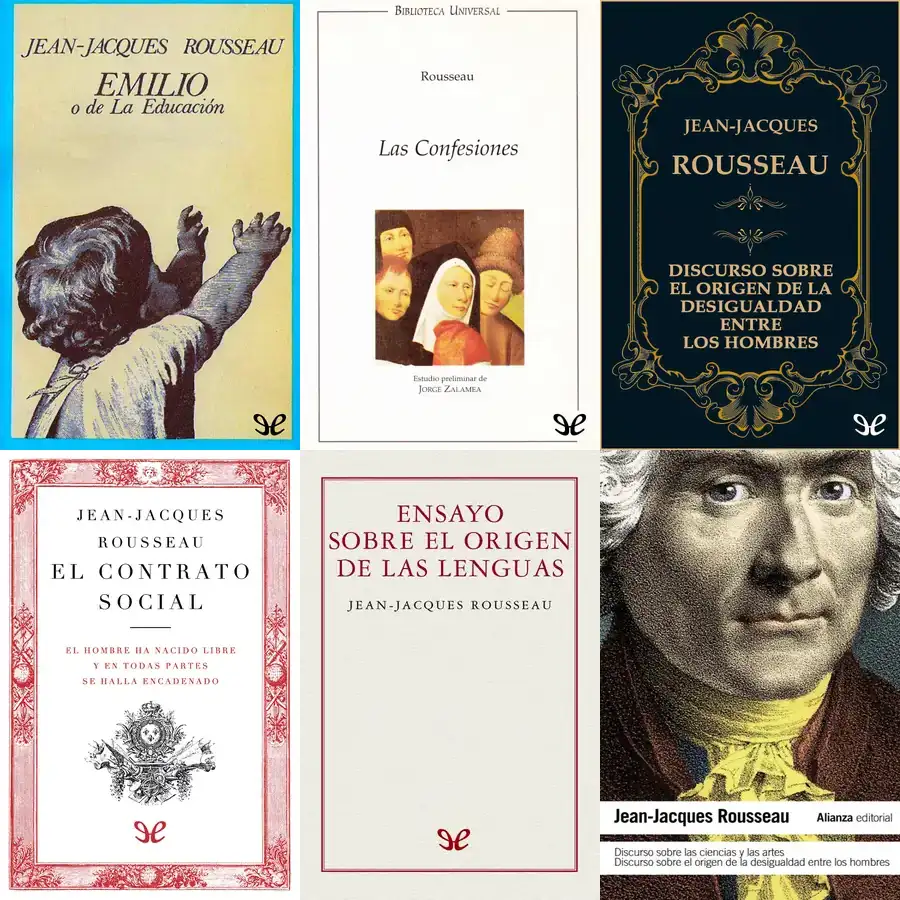 JEAN-JACQUES ROUSSEAU
EMILIO
o de La Educación
BIBLIOTECA UNIVERSAL
Rousseau
Las Confesiones
Estudio preliminar de
JORGE ZALAMEA
JEAN-JACQUES
ROUSSEAU
DISCURSO SOBRE
EL ORIGEN DE LA
DESIGUALDAD
ENTRE
LOS HOMBRES
JEAN-JACQUES
ROUSSEAU
EL CONTRATO
SOCIAL
EL HOMBRE HA NACIDO LIBRE
Y EN TODAS PARTES
SE HALLA ENCADENADO
ENSAYO
SOBRE EL ORIGEN
DE LAS LENGUAS
JEAN-JACQUES ROUSSEAU
Jean-Jacques Rousseau Alianza editorial
Discurso sobre las ciencias y las artes
Discurso sobre el origen de la desigualdad entre los hombres